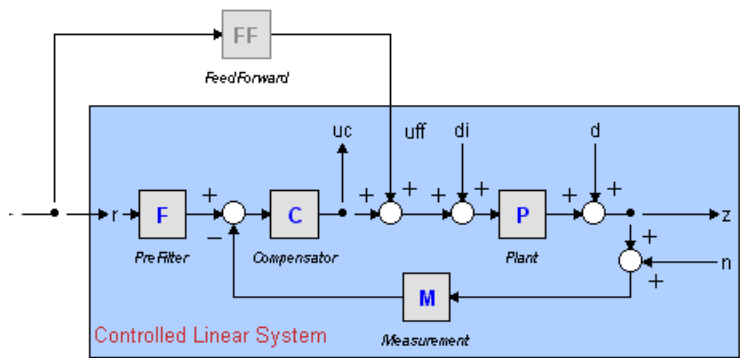 FF
FeedForward
uc
uff
di
d
+
+
+
+
+
+
+
r
F
C
P
z
−
PreFilter
Compensator
Plant
+
+
n
M
Controlled Linear System
Measurement